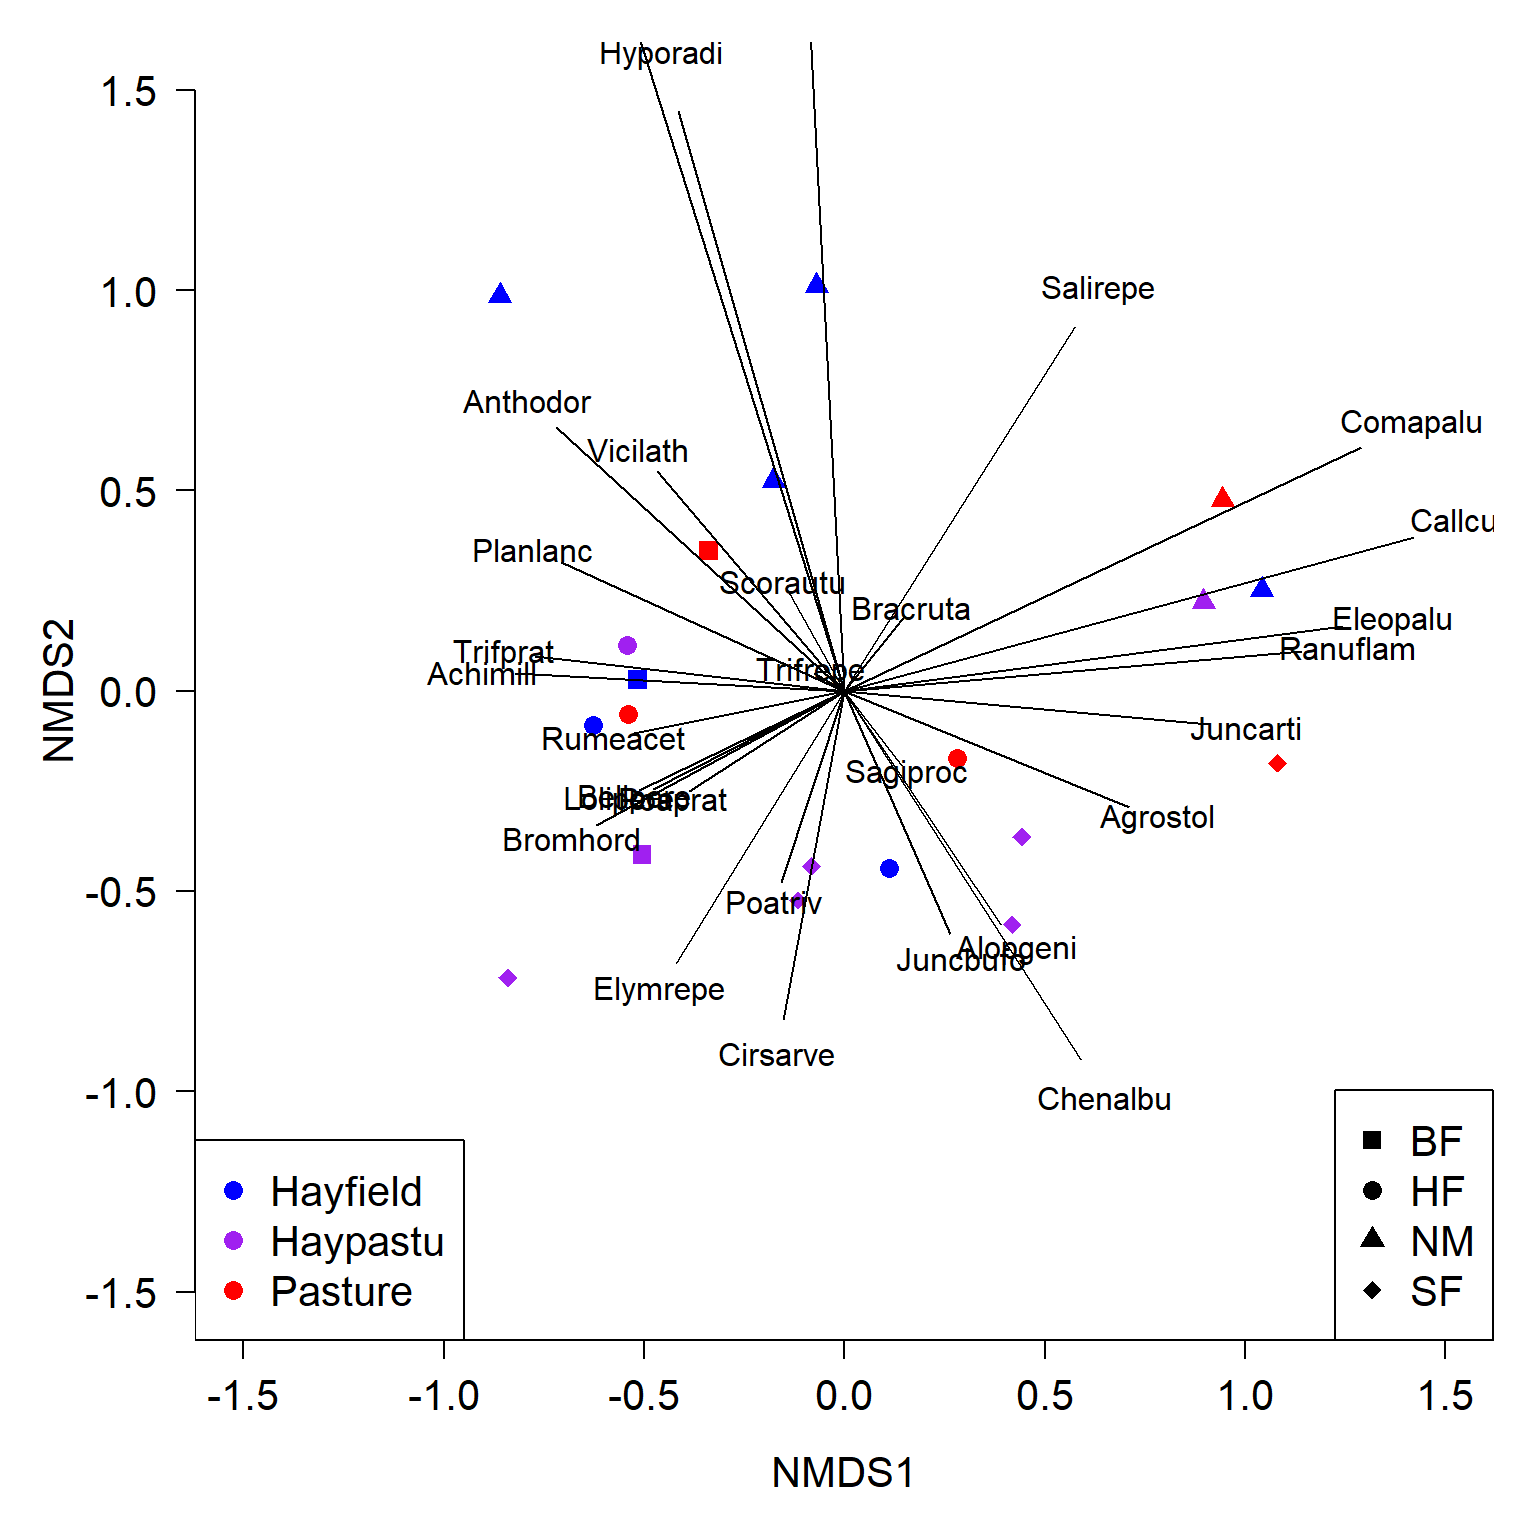 Hyporadi
1.5
Salirepe
1.0
Anthodor
Comapalu
Vicilath
0.5
Callcu
Planlanc
Scorautu
Bracruta
Eleopalu
Trifprat
Ranuflam
Achimill
Trifrepe
0.0
NMDS2
Juncarti
Rumeacet
Sagiproc
Poaprat
Agrostol
Bromhord
-0.5
Poatriv
Alopgeni
Juncbufo
Elymrepe
Cirsarve
-1.0
Chenalbu
BF
HF
NM
SF
Hayfield
Haypastu
Pasture
-1.5
-1.5 -1.0 -0.5 0.0 0.5 1.0 1.5
NMDS1